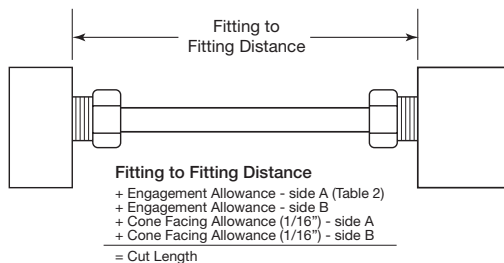 Fitting to
Fitting Distance
Fitting to Fitting Distance
+ Engagement Allowance - side A (Table 2)
+ Engagement Allowance - side B
+ Cone Facing Allowance (1/16”) - side A
+ Cone Facing Allowance (1/16”) - side B
= Cut Length